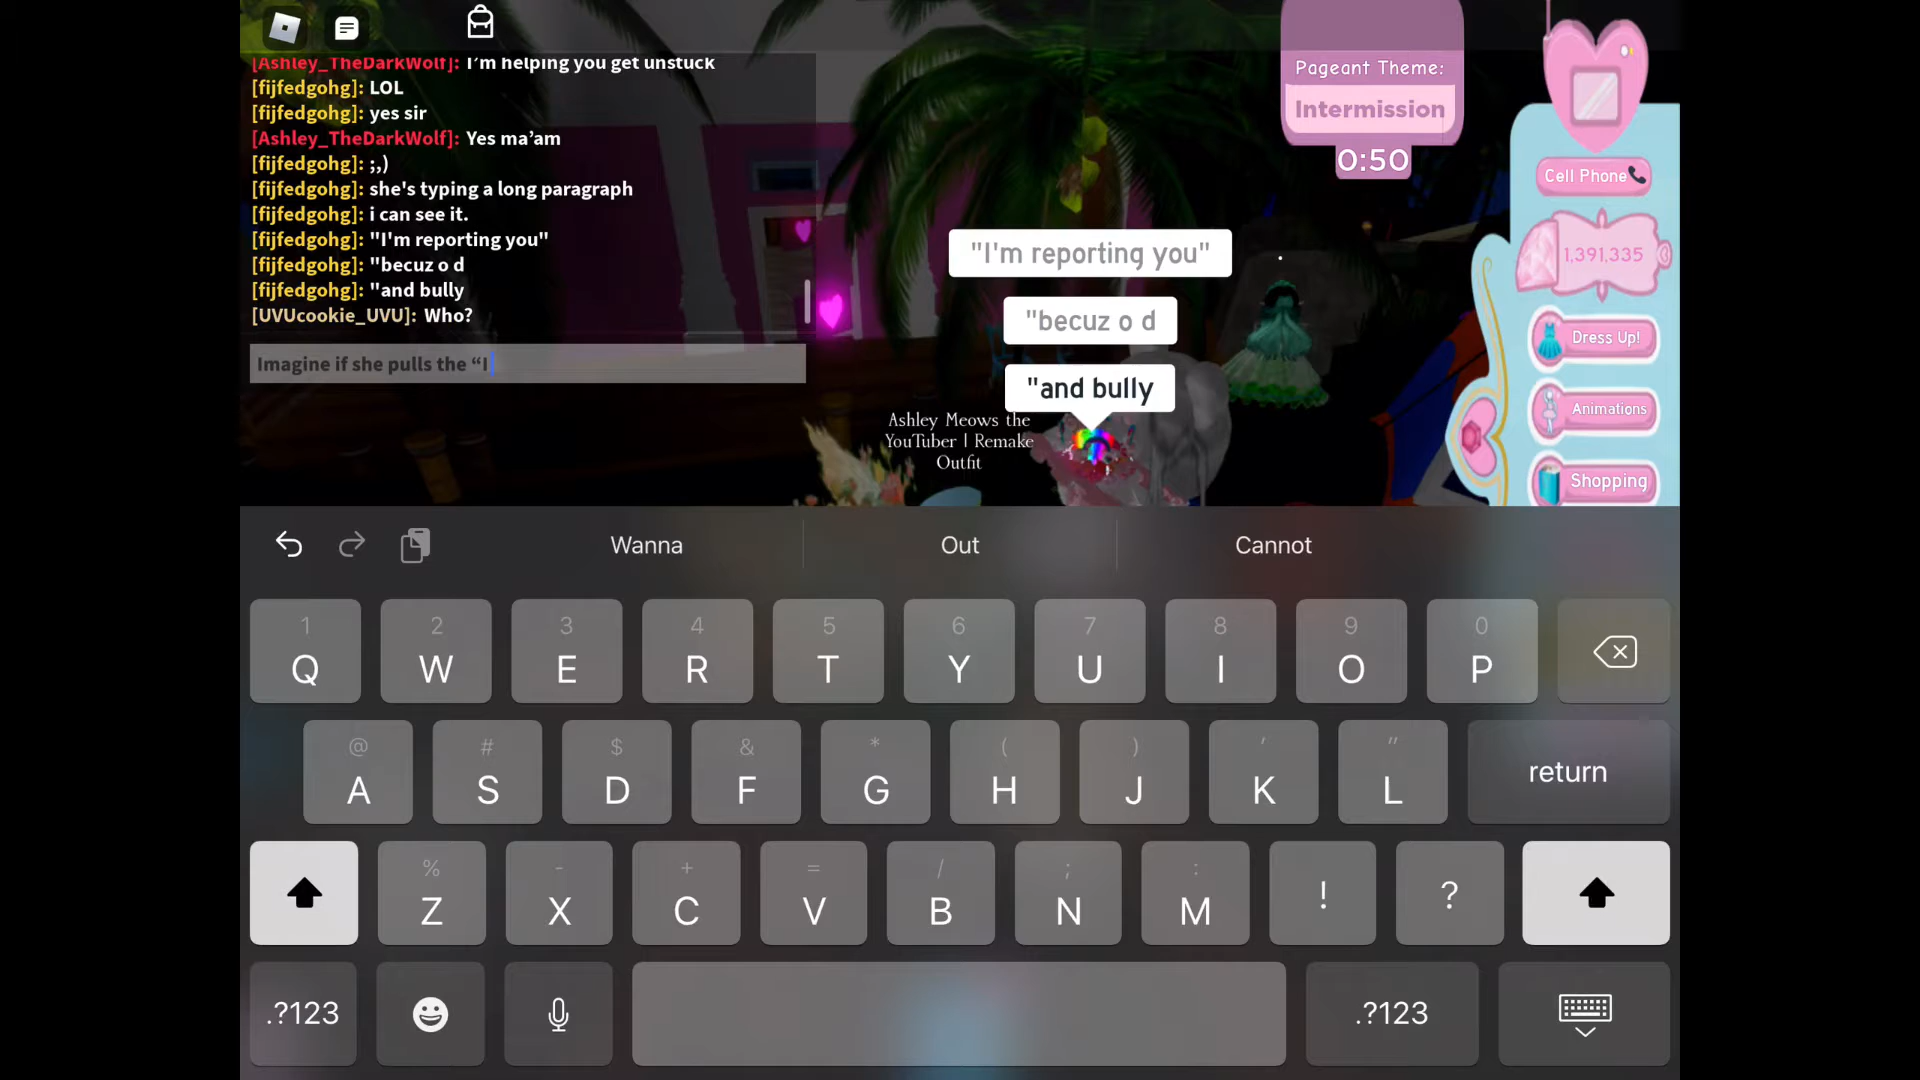 [Ashley_TheDarkWolf]: I’m helping you get unstuck
[fijfedgohg]: LOL
[fijfedgohg]: yes sir
[Ashley_TheDarkWolf]: Yes ma’am
[fijfedgohg]: ;,)
[fijfedgohg]: she's typing a long paragraph
[fijfedgohg]: i can see it.
[fijfedgohg]: "I'm reporting you"
[fijfedgohg]: "becuz o d
[fijfedgohg]: "and bully
[UVUcookie_UVU]: Who?
Imagine if she pulls the “I
"I'm reporting you"
"becuz o d
"and bully
Ashley Meows the
YouTuber I Remake
Outfit
Pageant Theme:
Intermission
0:50
Cell Phone
1,391,335
Dress Up!
Animations
Shopping
Wanna Out Cannot
1 2 3 4 5 6 7 8 9 0
Q W E R T Y U I O P
@ # $ & * ( ) ' "
A S D F G H J K L return
% - + = / ; :
Z X C V B N M ! ?
.?123 .?123